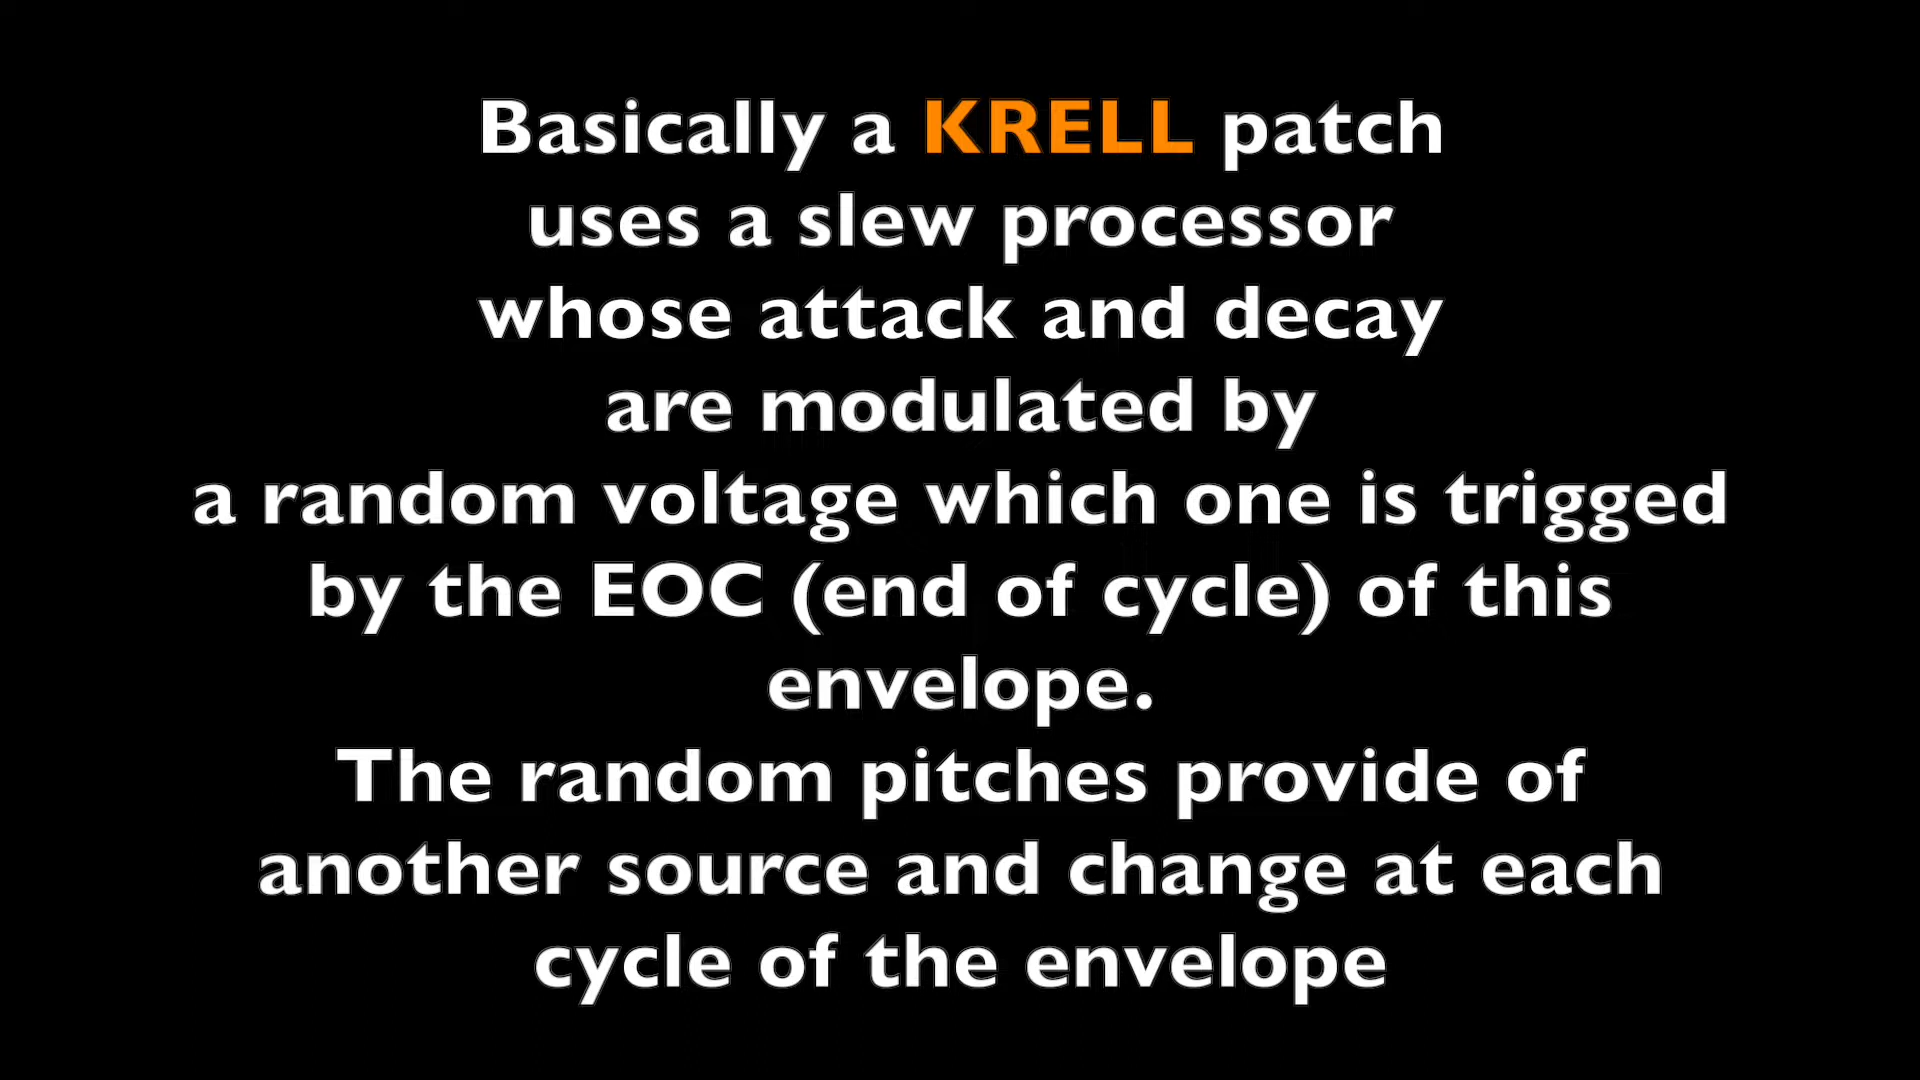 Basically a KRELL patch
uses a slew processor
whose attack and decay
are modulated by
a random voltage which one is trigged
by the EOC (end of cycle) of this
envelope.
The random pitches provide of
another source and change at each
cycle of the envelope